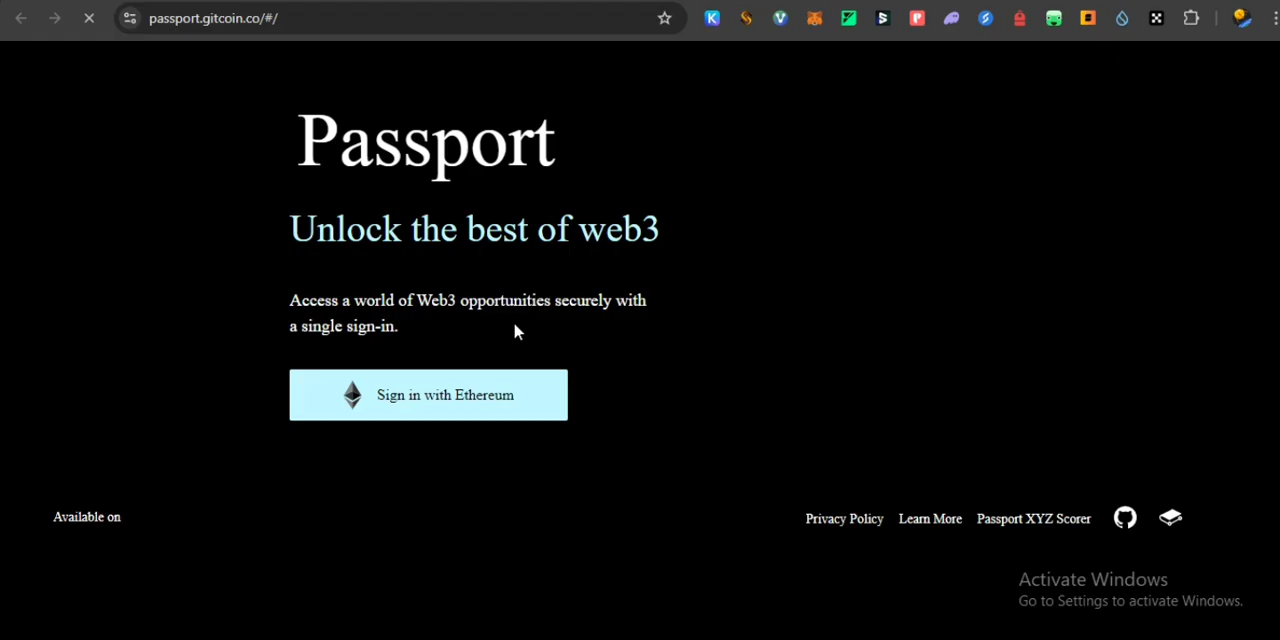 passport.gitcoin.co/#/
Passport
Unlock the best of web3
Access a world of Web3 opportunities securely with
a single sign-in.
Sign in with Ethereum
Available on
Privacy Policy
Learn More
Passport XYZ Scorer
Activate Windows
Go to Settings to activate Windows.